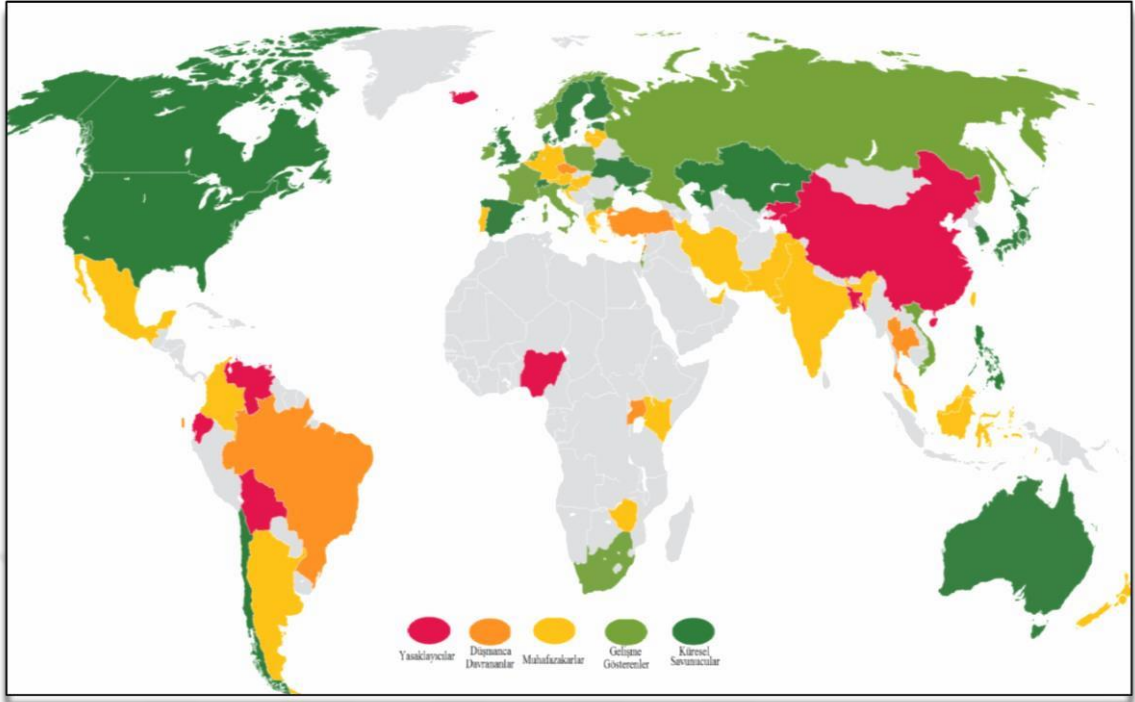 Yasaklayıcılar
Düşmanca
Davrananlar
Muhafazakarlar
Gelişme
Gösterenler
Küresel
Savunucular